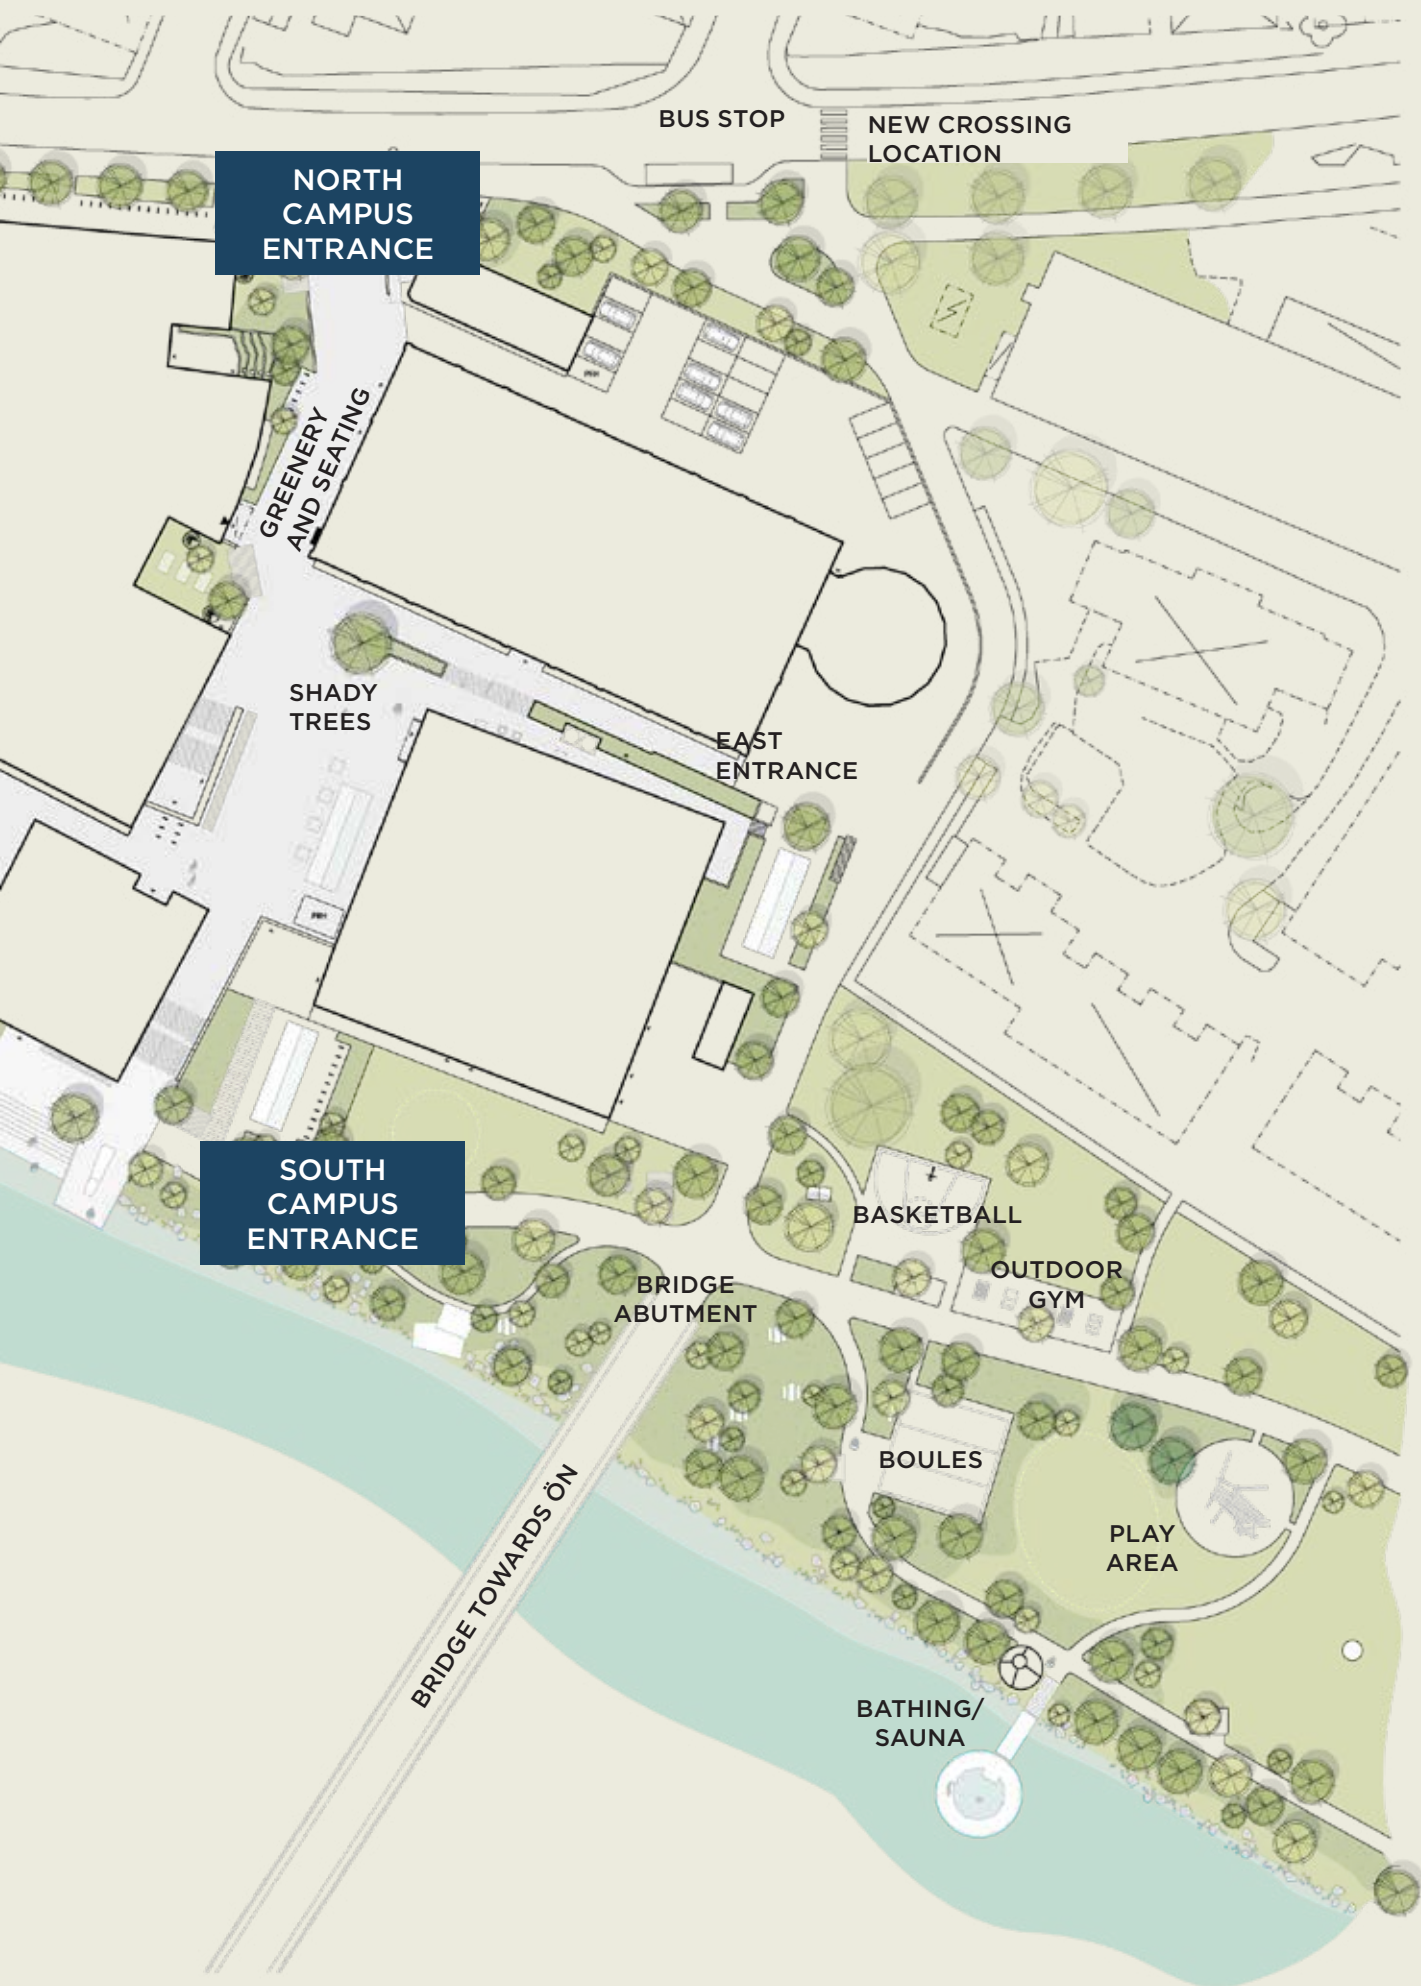 BUS STOP
NEW CROSSING
LOCATION
NORTH
CAMPUS
ENTRANCE
GREENERY
AND SEATING
SHADY
TREES
EAST
ENTRANCE
SOUTH
CAMPUS
ENTRANCE
BASKETBALL
OUTDOOR
GYM
BRIDGE
ABUTMENT
BOULES
PLAY
AREA
BRIDGE TOWARDS ÖN
BATHING/
SAUNA